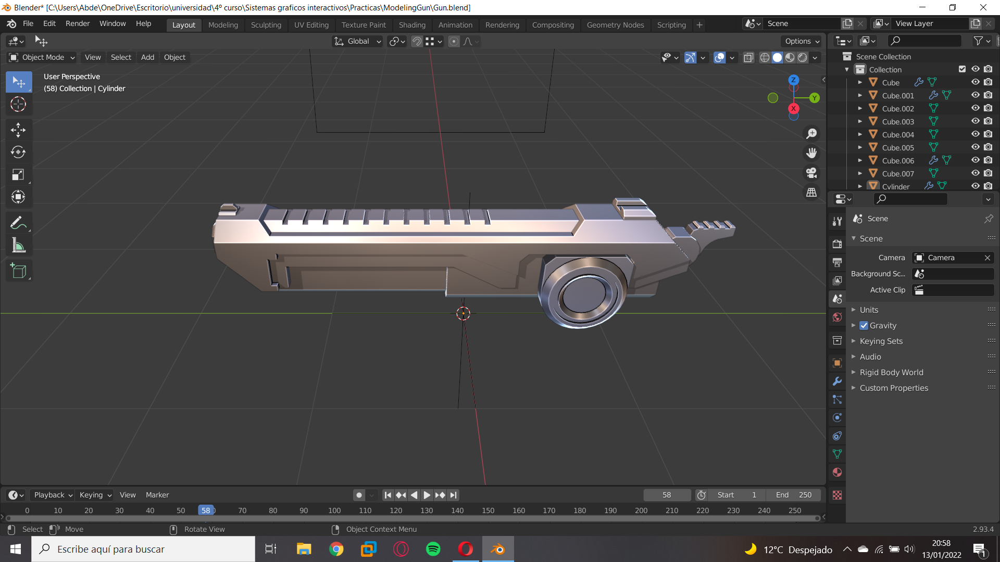 Blender* [C:\Users\Abde\OneDrive\Escritorio\universidad\4º curso\Sistemas graficos interactivos\Practicas\ModelingGun\Gun.blend]
File Edit Render Window Help Layout Modeling Sculpting UV Editing Texture Paint Shading Animation Rendering Compositing Geometry Nodes Scripting + Scene View Layer
Global Options
Object Mode View Select Add Object
User Perspective
(58) Collection | Cylinder
Z
Y
X
Scene Collection
Collection
Cube
Cube.001
Cube.002
Cube.003
Cube.004
Cube.005
Cube.006
Cube.007
Cylinder
Scene
Scene
Camera Camera
Background Sc...
Active Clip
Units
Gravity
Keying Sets
Audio
Rigid Body World
Custom Properties
Playback Keying View Marker 58 Start 1 End 250
0 10 20 30 40 50 58 70 80 90 100 110 120 130 140 150 160 170 180 190 200 210 220 230 240 250
Select Move Rotate View Object Context Menu 2.93.4
Escribe aquí para buscar
12°C Despejado
20:58
13/01/2022
1